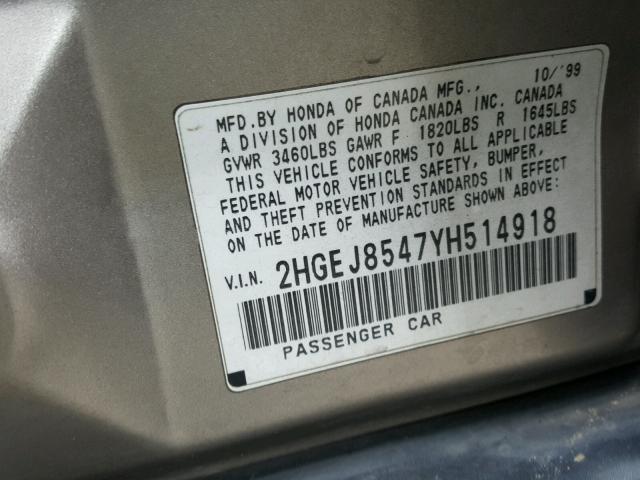 MFD.BY HONDA OF CANADA MFG., 10/'99
A DIVISION OF HONDA CANADA INC. CANADA
GVWR 3460LBS GAWR F 1820LBS R 1645LBS
THIS VEHICLE CONFORMS TO ALL APPLICABLE
FEDERAL MOTOR VEHICLE SAFETY, BUMPER,
AND THEFT PREVENTION STANDARDS IN EFFECT
ON THE DATE OF MANUFACTURE SHOWN ABOVE:
V.I.N. 2HGEJ8547YH514918
PASSENGER CAR